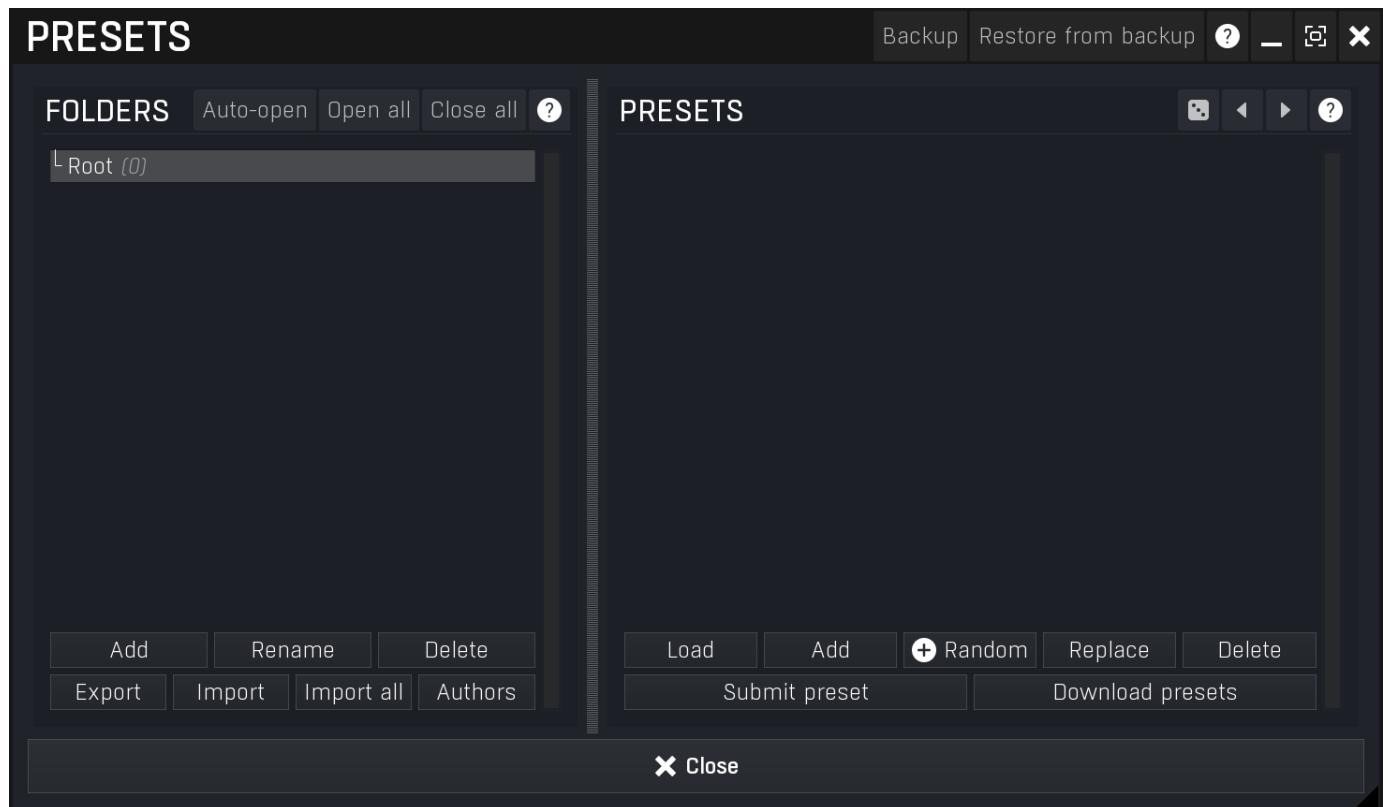 PRESETS Backup Restore from backup ?
FOLDERS Auto-open Open all Close all ?
PRESETS ?
Root (0)
Add Rename Delete
Load Add Random Replace Delete
Export Import Import all Authors
Submit preset Download presets
Close